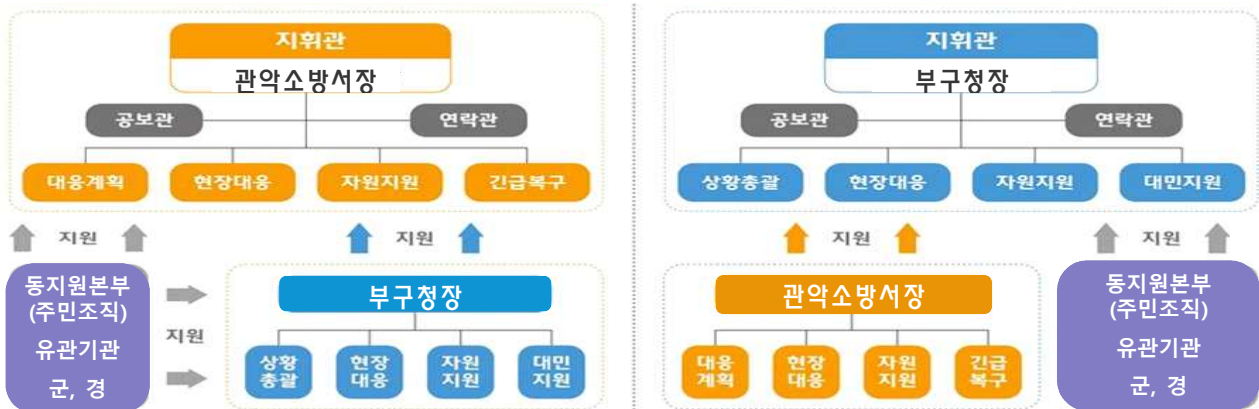 지휘관
관악소방서장
공보관
연락관
대응계획
현장대응
자원지원
긴급복구
지원
지원
동지원본부
(주민조직)
유관기관
군, 경
지원
부구청장
상황
총괄
현장
대응
자원
지원
대민
지원
지휘관
부구청장
공보관
연락관
상황총괄
현장대응
자원지원
대민지원
지원
지원
관악소방서장
대응
계획
현장
대응
자원
지원
긴급
복구
동지원본부
(주민조직)
유관기관
군, 경